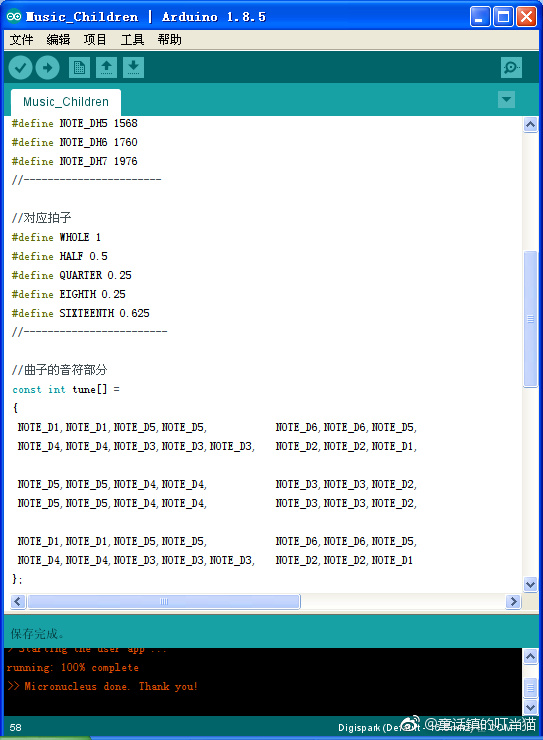 Music_Children | Arduino 1.8.5
文件 编辑 项目 工具 帮助
Music_Children
#define NOTE_DH5 1568
#define NOTE_DH6 1760
#define NOTE_DH7 1976
//-----------------------
//对应拍子
#define WHOLE 1
#define HALF 0.5
#define QUARTER 0.25
#define EIGHTH 0.25
#define SIXTEENTH 0.625
//------------------------
//曲子的音符部分
const int tune[] =
{
NOTE_D1,NOTE_D1,NOTE_D5,NOTE_D5, NOTE_D6,NOTE_D6,NOTE_D5,
NOTE_D4,NOTE_D4,NOTE_D3,NOTE_D3,NOTE_D3, NOTE_D2,NOTE_D2,NOTE_D1,
NOTE_D5,NOTE_D5,NOTE_D4,NOTE_D4, NOTE_D3,NOTE_D3,NOTE_D2,
NOTE_D5,NOTE_D5,NOTE_D4,NOTE_D4, NOTE_D3,NOTE_D3,NOTE_D2,
NOTE_D1,NOTE_D1,NOTE_D5,NOTE_D5, NOTE_D6,NOTE_D6,NOTE_D5,
NOTE_D4,NOTE_D4,NOTE_D3,NOTE_D3,NOTE_D3, NOTE_D2,NOTE_D2,NOTE_D1
};
保存完成。
> Starting the user app ...
running: 100% complete
>> Micronucleus done. Thank you!
58 Digispark (Default -
@童话镇的叮当猫